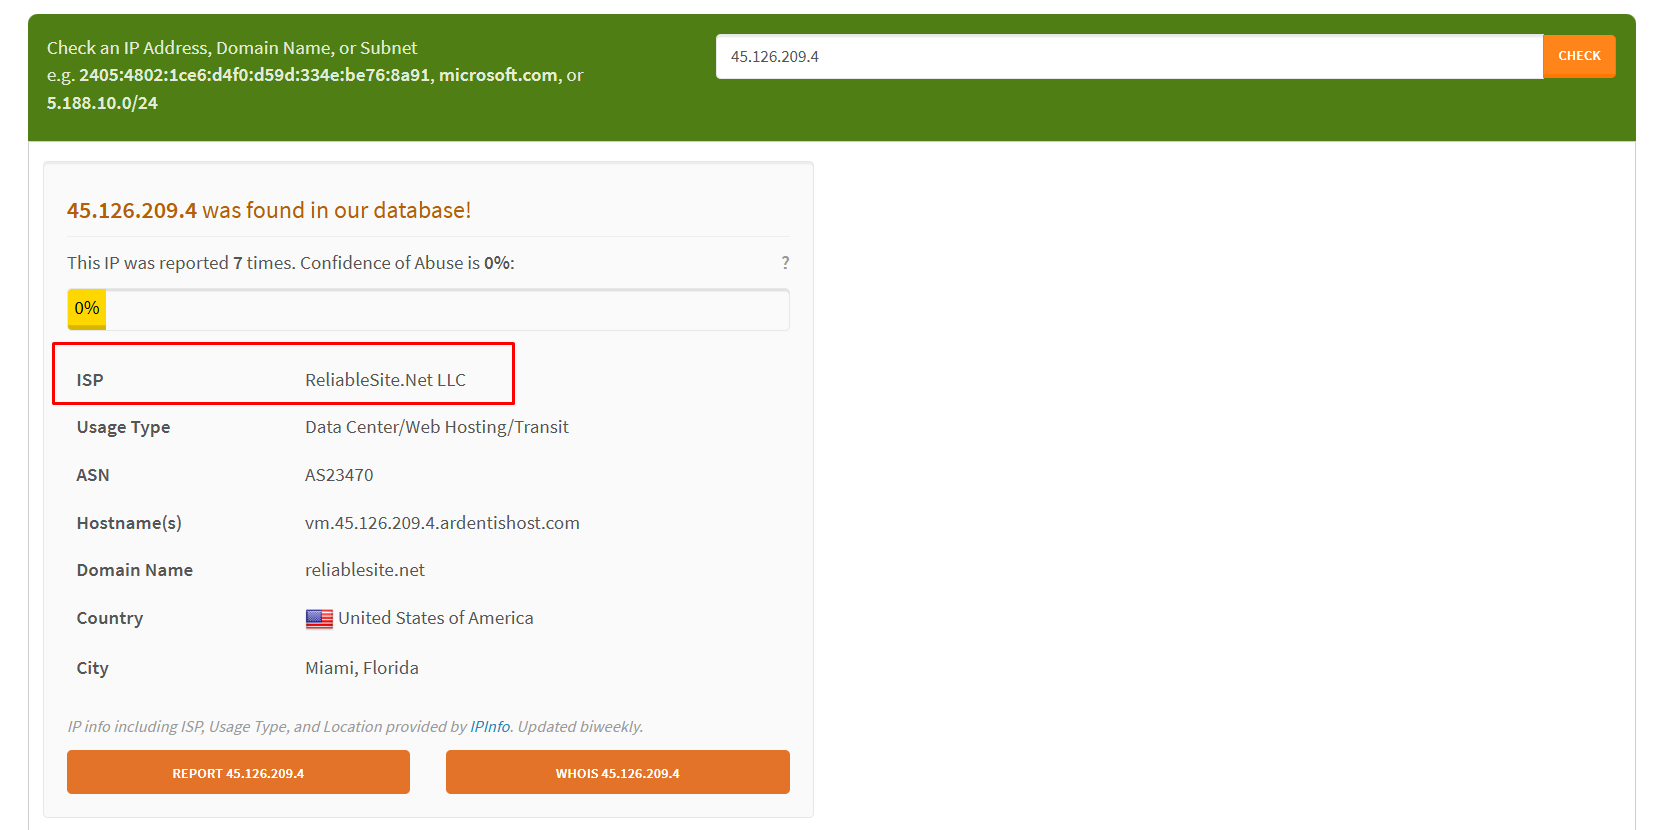 Check an IP Address, Domain Name, or Subnet
e.g. 2405:4802:1ce6:d4f0:d59d:334e:be76:8a91, microsoft.com, or
5.188.10.0/24
45.126.209.4
CHECK
45.126.209.4 was found in our database!
This IP was reported 7 times. Confidence of Abuse is 0%: ?
0%
ISP ReliableSite.Net LLC
Usage Type Data Center/Web Hosting/Transit
ASN AS23470
Hostname(s) vm.45.126.209.4.ardentishost.com
Domain Name reliablesite.net
Country United States of America
City Miami, Florida
IP info including ISP, Usage Type, and Location provided by IPInfo. Updated biweekly.
REPORT 45.126.209.4
WHOIS 45.126.209.4